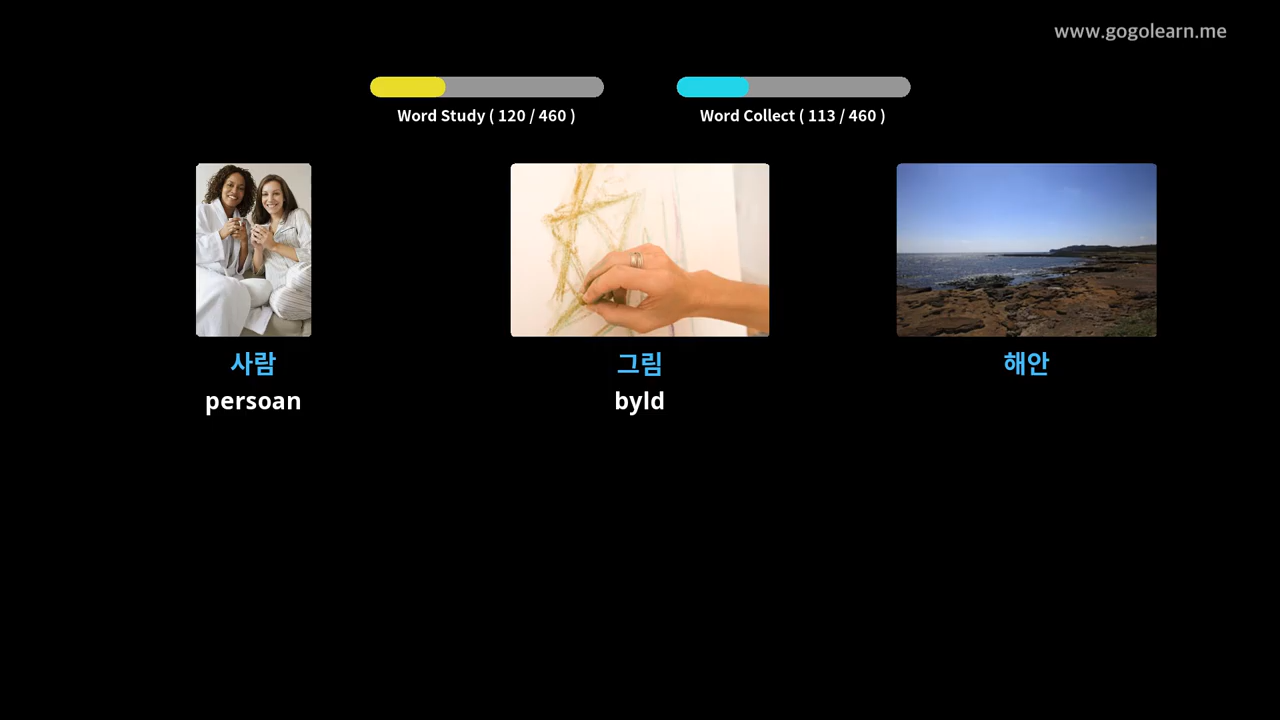 www.gogolearn.me
Word Study ( 120 / 460 )
Word Collect ( 113 / 460 )
사람
그림
해안
persoan
byld